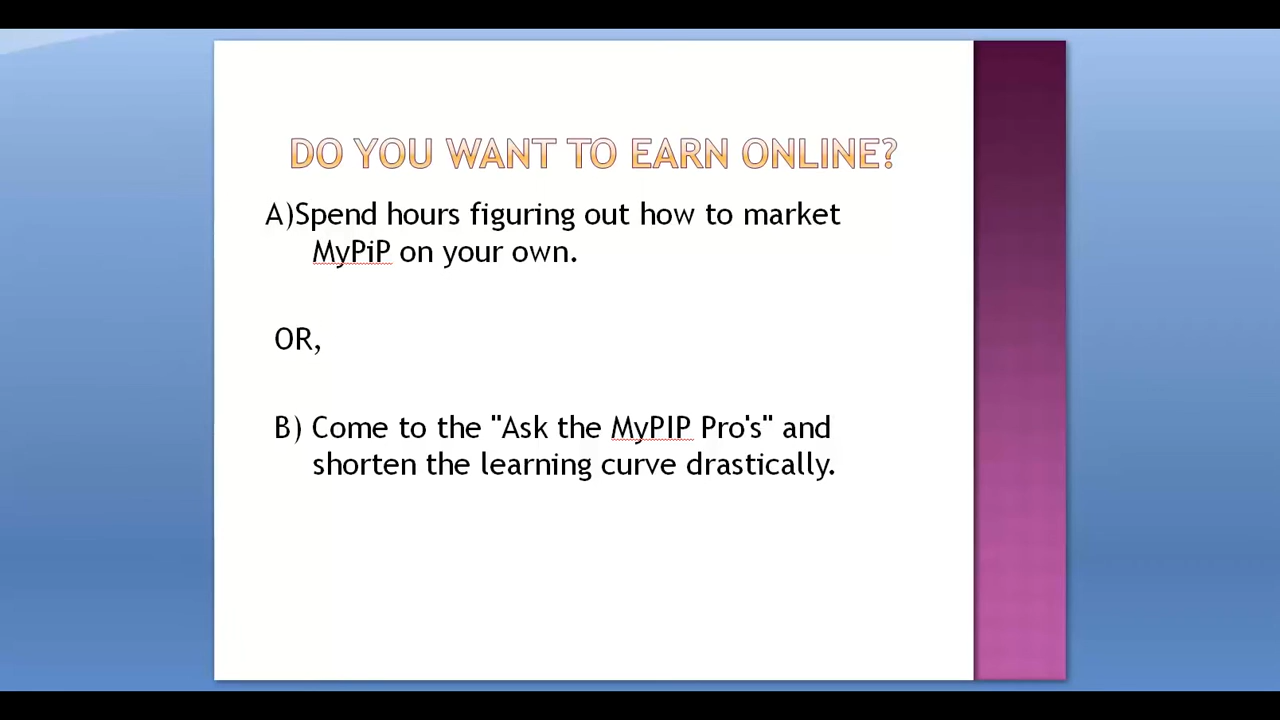 DO YOU WANT TO EARN ONLINE?
A)Spend hours figuring out how to market
MyPiP on your own.
OR,
B) Come to the "Ask the MyPIP Pro's" and
shorten the learning curve drastically.